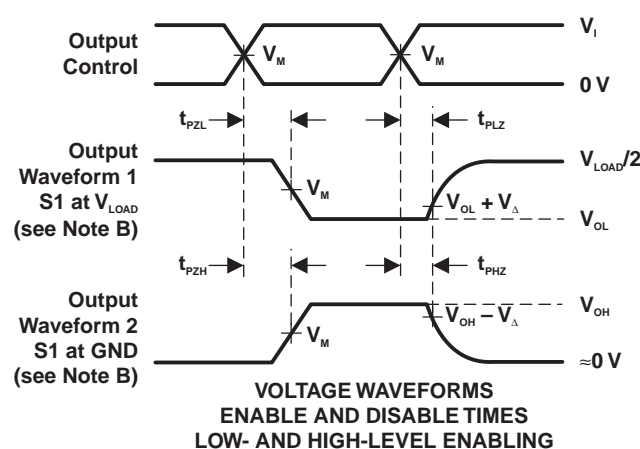 Output
Control
V_M
V_M
V_I
0 V
t_PZL
t_PLZ
Output
Waveform 1
S1 at V_LOAD
(see Note B)
V_M
V_OL + V_Δ
V_LOAD/2
V_OL
t_PZH
t_PHZ
Output
Waveform 2
S1 at GND
(see Note B)
V_M
V_OH – V_Δ
V_OH
≈0 V
VOLTAGE WAVEFORMS
ENABLE AND DISABLE TIMES
LOW- AND HIGH-LEVEL ENABLING